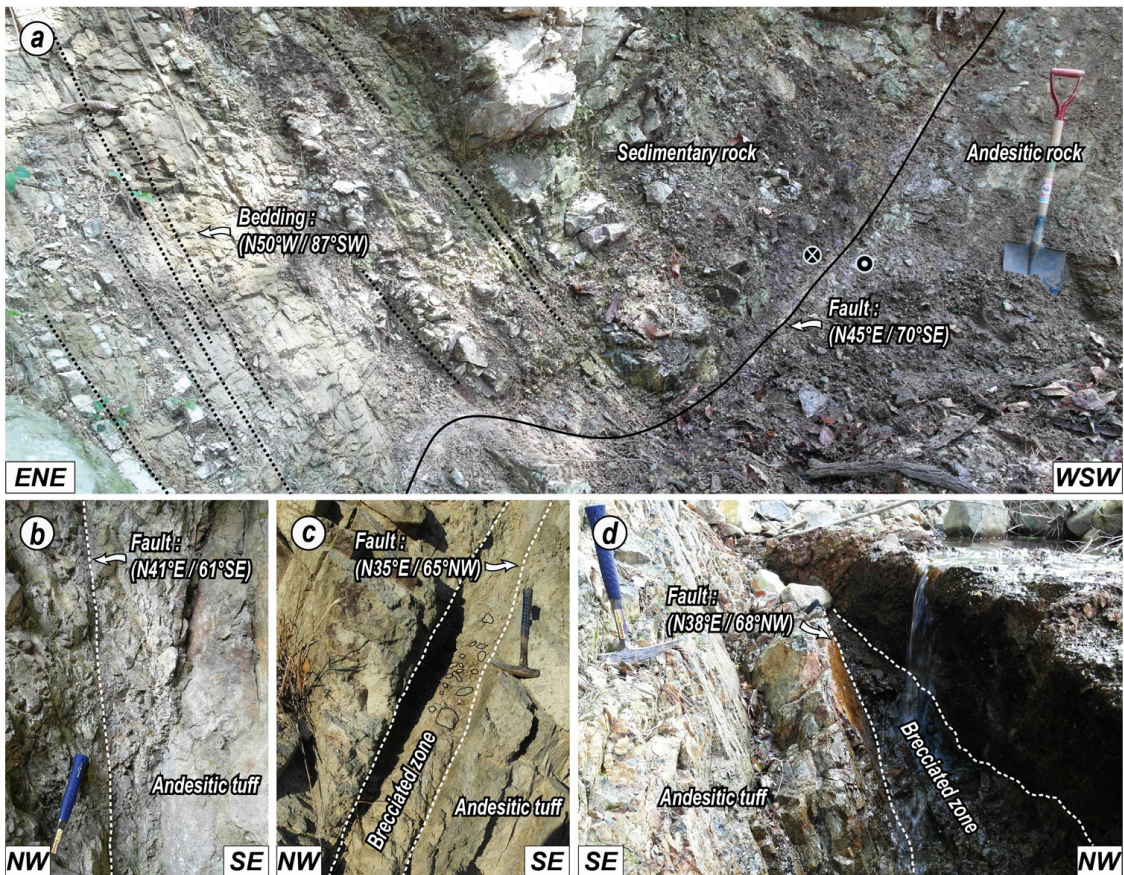 a
Sedimentary rock
Andesitic rock
Bedding :
(N50°W / 87°SW)
Fault :
(N45°E / 70°SE)
ENE
WSW
b
Fault :
(N41°E / 61°SE)
Andesitic tuff
NW
SE
c
Fault :
(N35°E / 65°NW)
Brecciated zone
Andesitic tuff
NW
SE
d
Fault :
(N38°E / 68°NW)
Brecciated zone
Andesitic tuff
SE
NW